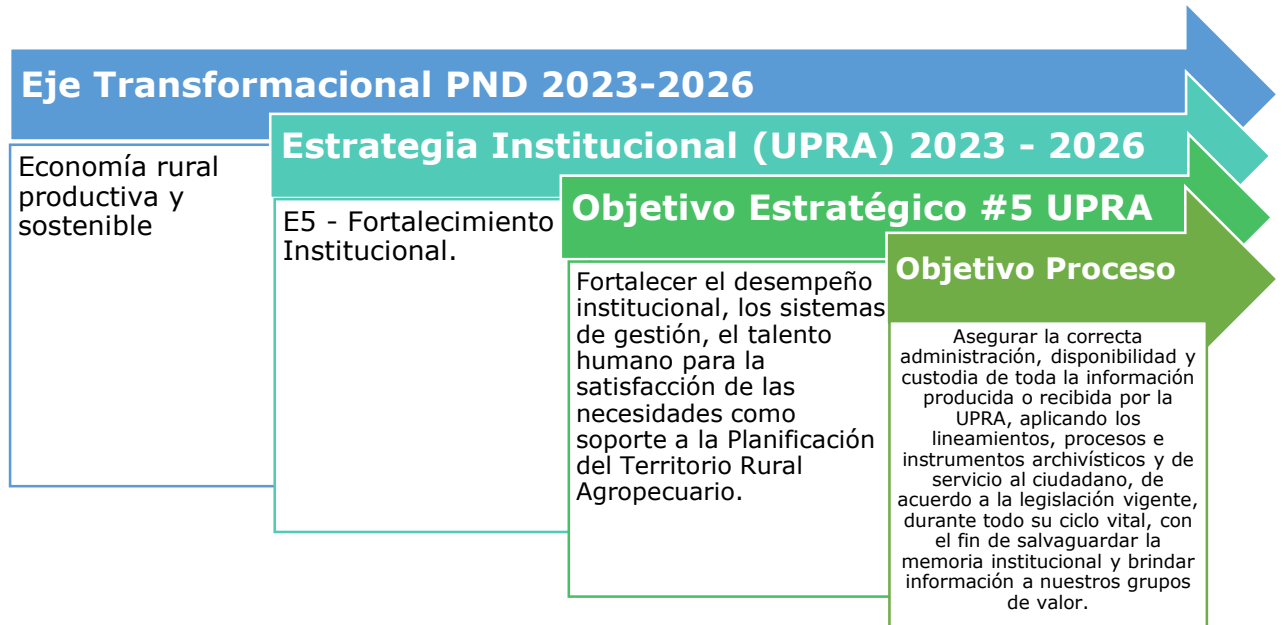 Eje Transformacional PND 2023-2026
Economía rural
productiva y
sostenible
Estrategia Institucional (UPRA) 2023 - 2026
E5 - Fortalecimiento
Institucional.
Objetivo Estratégico #5 UPRA
Fortalecer el desempeño
institucional, los sistemas
de gestión, el talento
humano para la
satisfacción de las
necesidades como
soporte a la Planificación
del Territorio Rural
Agropecuario.
Objetivo Proceso
Asegurar la correcta
administración, disponibilidad y
custodia de toda la información
producida o recibida por la
UPRA, aplicando los
lineamientos, procesos e
instrumentos archivísticos y de
servicio al ciudadano, de
acuerdo a la legislación vigente,
durante todo su ciclo vital, con
el fin de salvaguardar la
memoria institucional y brindar
información a nuestros grupos
de valor.